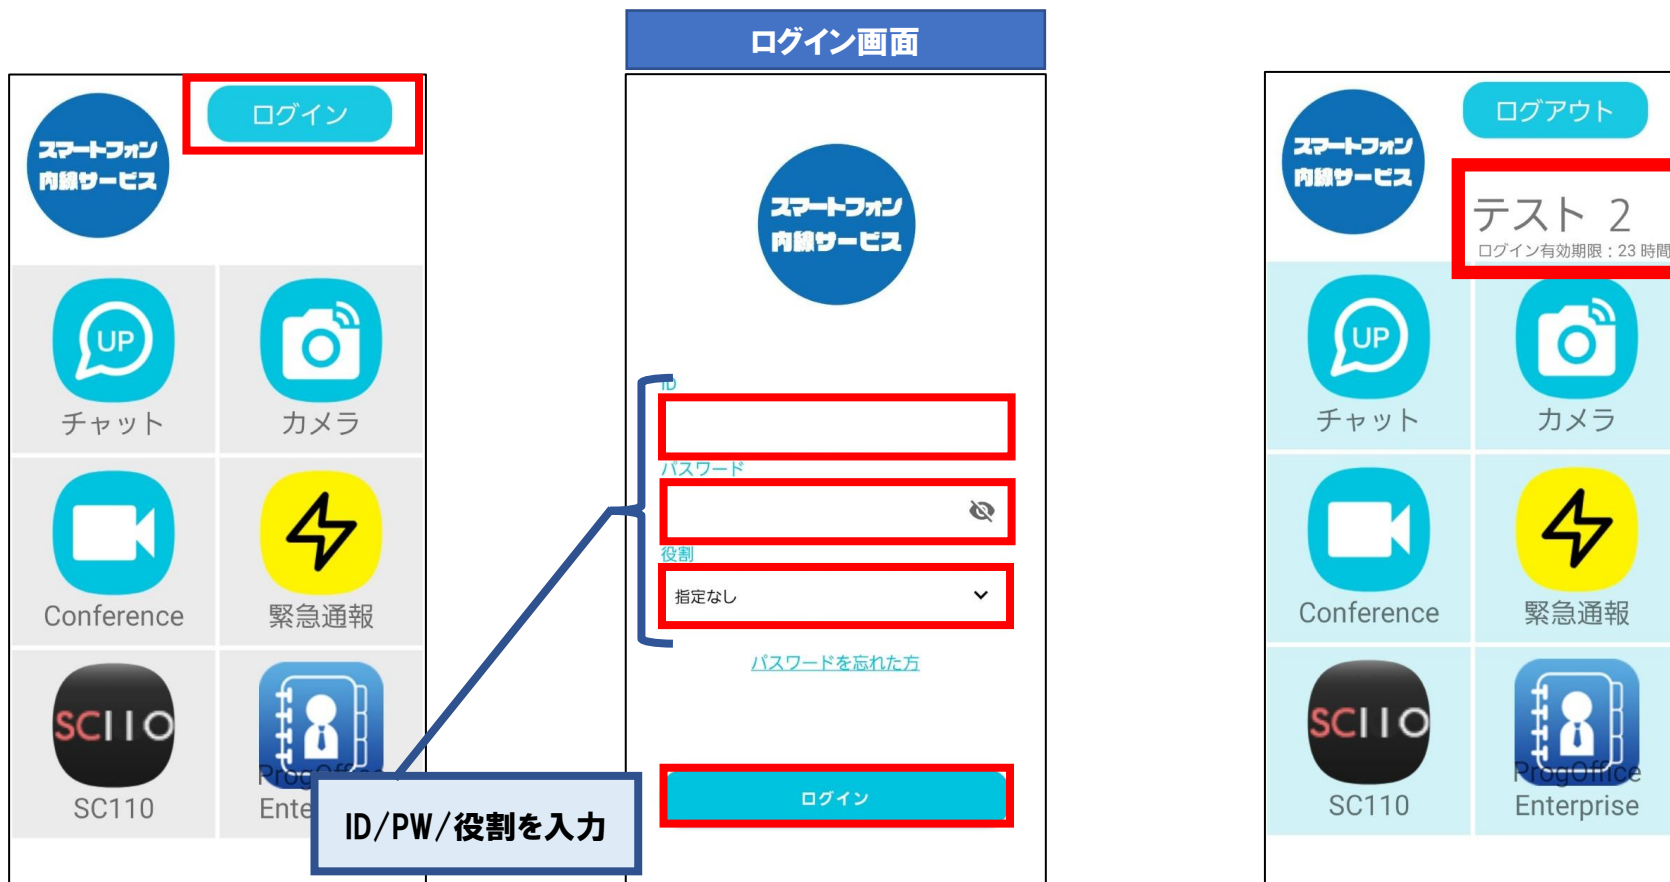 ログイン画面
ログイン
スマートフォン
内線サービス
UP
チャット
カメラ
Conference
緊急通報
SC110
SC110
ProgOffice
Ente
ID/PW/役割を入力
スマートフォン
内線サービス
ID
パスワード
役割
指定なし
パスワードを忘れた方
ログイン
ログアウト
スマートフォン
内線サービス
テスト 2
ログイン有効期限:23 時間
UP
チャット
カメラ
Conference
緊急通報
SC110
SC110
ProgOffice
Enterprise